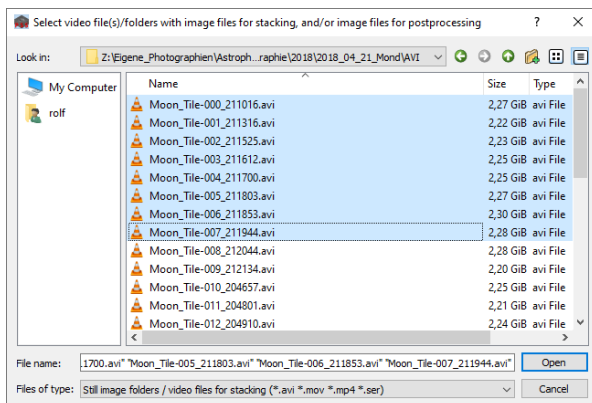 Select video file(s)/folders with image files for stacking, and/or image files for postprocessing ? ×
Look in: Z:\Eigene_Photographien\Astroph...raphie\2018\2018_04_21_Mond\AVI
My Computer
rolf
Name Size Type
Moon_Tile-000_211016.avi 2,27 GiB avi File
Moon_Tile-001_211316.avi 2,22 GiB avi File
Moon_Tile-002_211525.avi 2,23 GiB avi File
Moon_Tile-003_211612.avi 2,25 GiB avi File
Moon_Tile-004_211700.avi 2,25 GiB avi File
Moon_Tile-005_211803.avi 2,27 GiB avi File
Moon_Tile-006_211853.avi 2,30 GiB avi File
Moon_Tile-007_211944.avi 2,28 GiB avi File
Moon_Tile-008_212044.avi 2,28 GiB avi File
Moon_Tile-009_212134.avi 2,20 GiB avi File
Moon_Tile-010_204657.avi 2,25 GiB avi File
Moon_Tile-011_204801.avi 2,21 GiB avi File
Moon_Tile-012_204910.avi 2,24 GiB avi File
File name: .1700.avi" "Moon_Tile-005_211803.avi" "Moon_Tile-006_211853.avi" "Moon_Tile-007_211944.avi" Open
Files of type: Still image folders / video files for stacking (*.avi *.mov *.mp4 *.ser) Cancel